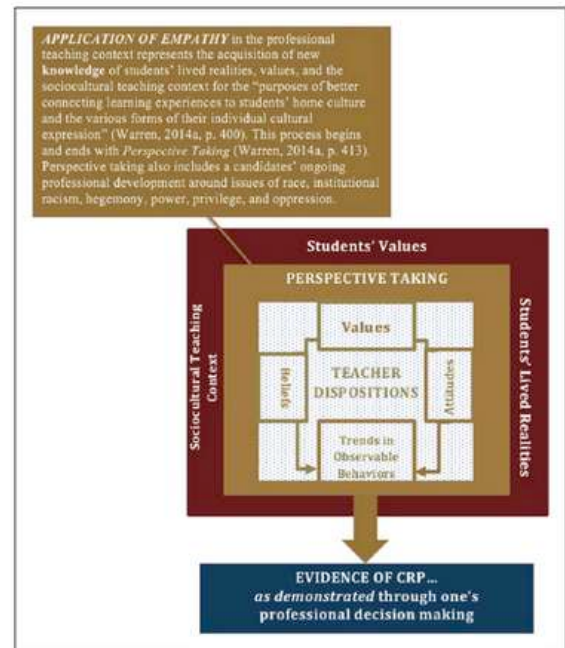 APPLICATION OF EMPATHY in the professional
teaching context represents the acquisition of new
knowledge of students' lived realities, values, and the
sociocultural teaching context for the “purposes of better
connecting learning experiences to students' home culture
and the various forms of their individual cultural
expression” (Warren, 2014a, p. 400). This process begins
and ends with Perspective Taking (Warren, 2014a, p. 413).
Perspective taking also includes a candidates' ongoing
professional development around issues of race, institutional
racism, hegemony, power, privilege, and oppression.
Students' Values
PERSPECTIVE TAKING
Sociocultural Teaching
Context
Values
Beliefs
TEACHER
DISPOSITIONS
Attitudes
Students' Lived Realities
Trends in
Observable
Behaviors
EVIDENCE OF CRP...
as demonstrated through one's
professional decision making